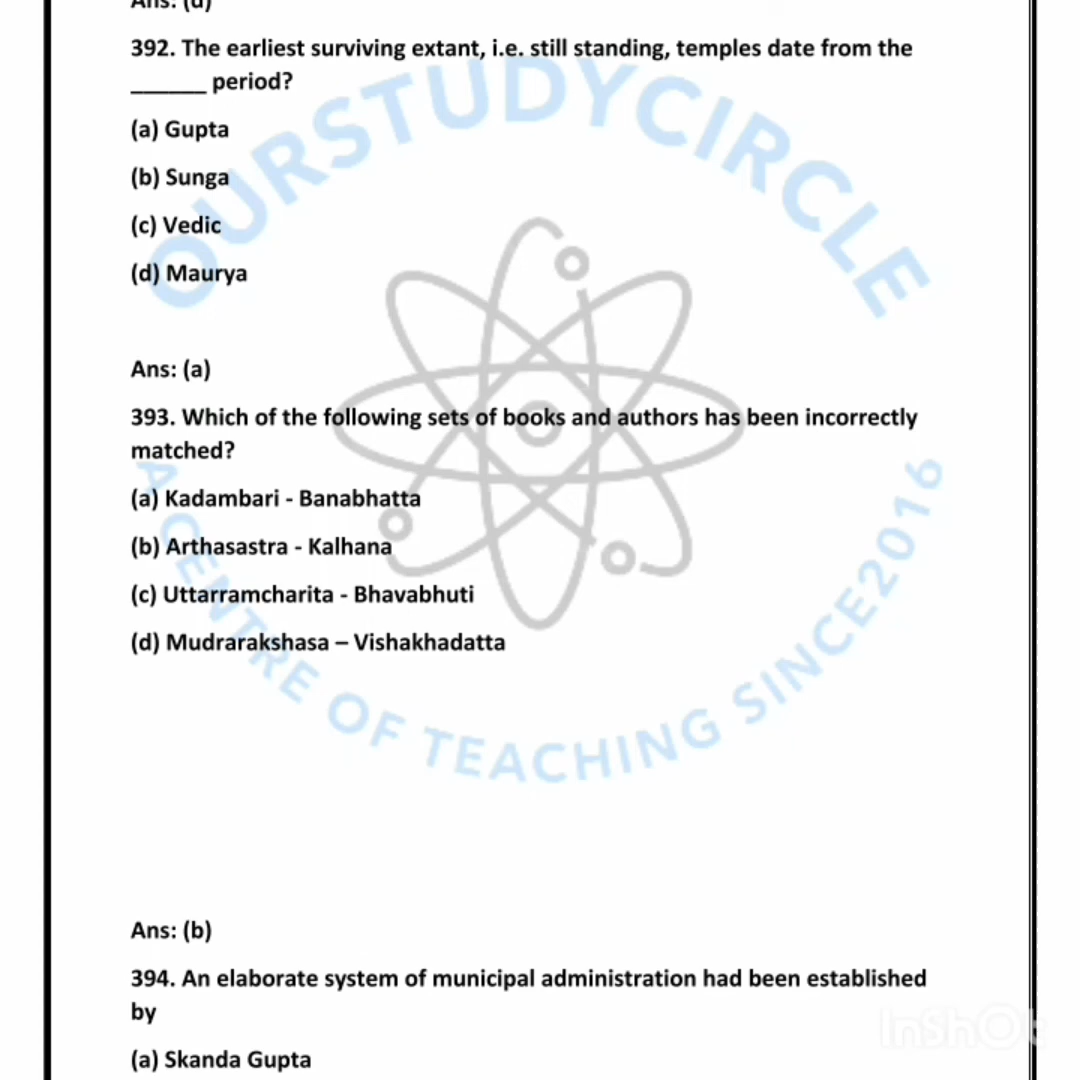 Ans: (d)
392. The earliest surviving extant, i.e. still standing, temples date from the
______ period?
(a) Gupta
(b) Sunga
(c) Vedic
(d) Maurya
Ans: (a)
393. Which of the following sets of books and authors has been incorrectly
matched?
(a) Kadambari - Banabhatta
(b) Arthasastra - Kalhana
(c) Uttarramcharita - Bhavabhuti
(d) Mudrarakshasa – Vishakhadatta
Ans: (b)
394. An elaborate system of municipal administration had been established
by
(a) Skanda Gupta
OURSTUDYCIRCLE
A CENTRE OF TEACHING SINCE2016
InShOt